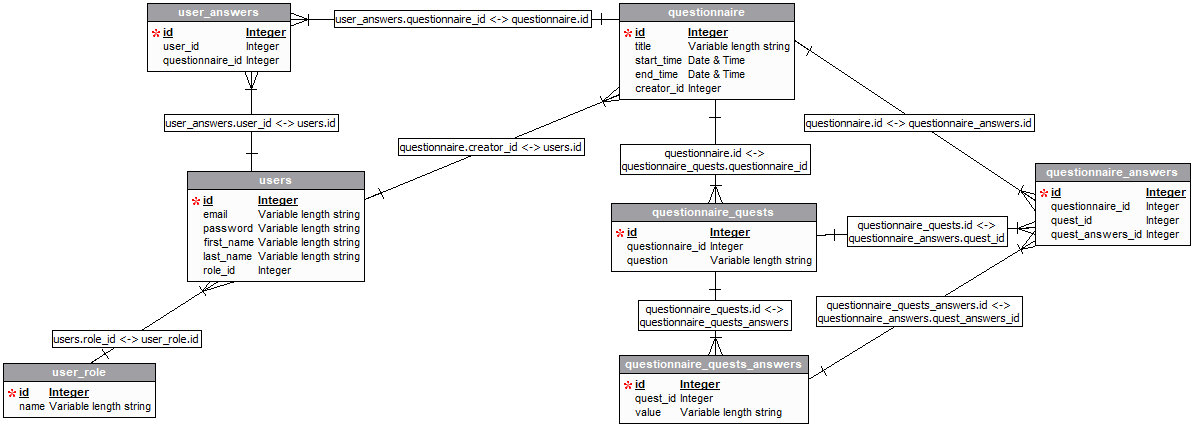 user_answers
* id Integer
user_id Integer
questionnaire_id Integer
user_answers.questionnaire_id <-> questionnaire.id
questionnaire
* id Integer
title Variable length string
start_time Date & Time
end_time Date & Time
creator_id Integer
user_answers.user_id <-> users.id
questionnaire.creator_id <-> users.id
questionnaire.id <-> questionnaire_answers.id
questionnaire.id <->
questionnaire_quests.questionnaire_id
users
* id Integer
email Variable length string
password Variable length string
first_name Variable length string
last_name Variable length string
role_id Integer
questionnaire_answers
* id Integer
questionnaire_id Integer
quest_id Integer
quest_answers_id Integer
questionnaire_quests
* id Integer
questionnaire_id Integer
question Variable length string
questionnaire_quests.id <->
questionnaire_answers.quest_id
questionnaire_quests.id <->
questionnaire_quests_answers
questionnaire_quests_answers.id <->
questionnaire_answers.quest_answers_id
users.role_id <-> user_role.id
user_role
* id Integer
name Variable length string
questionnaire_quests_answers
* id Integer
quest_id Integer
value Variable length string